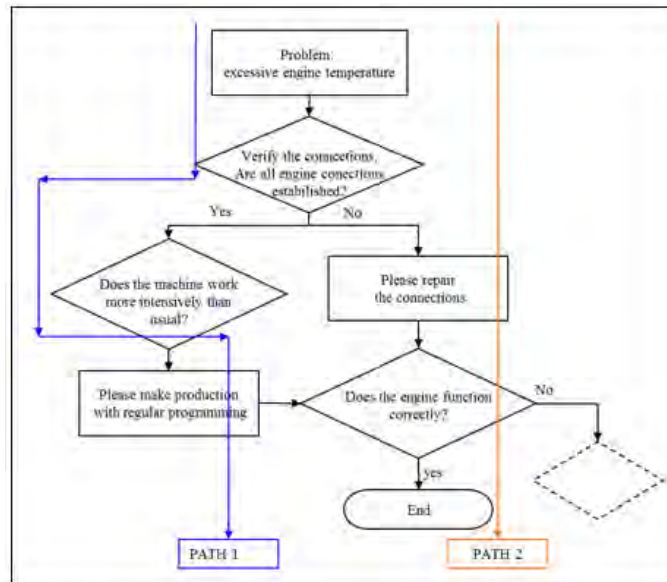 Problem:
excessive engine temperature
Verify the connections,
Are all engine conections
estabilished?
Yes
No
Does the machine work
more intensively than
usual?
Please repair
the connections
Please make production
with regular programming
Does the engine function
correctly?
No
yes
End
PATH 1
PATH 2